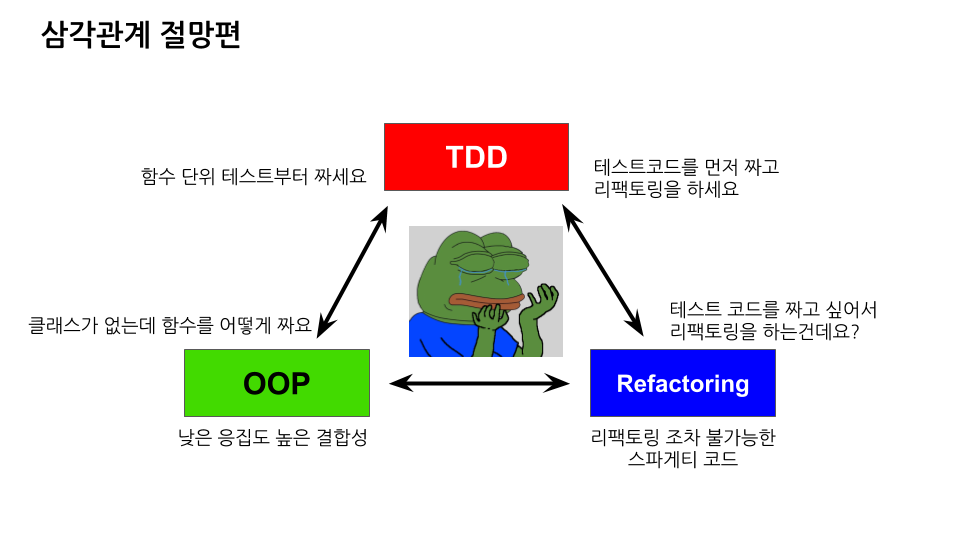 삼각관계 절망편
TDD
함수 단위 테스트부터 짜세요
테스트코드를 먼저 짜고
리팩토링을 하세요
클래스가 없는데 함수를 어떻게 짜요
테스트 코드를 짜고 싶어서
리팩토링을 하는건데요?
OOP
Refactoring
낮은 응집도 높은 결합성
리팩토링 조차 불가능한
스파게티 코드